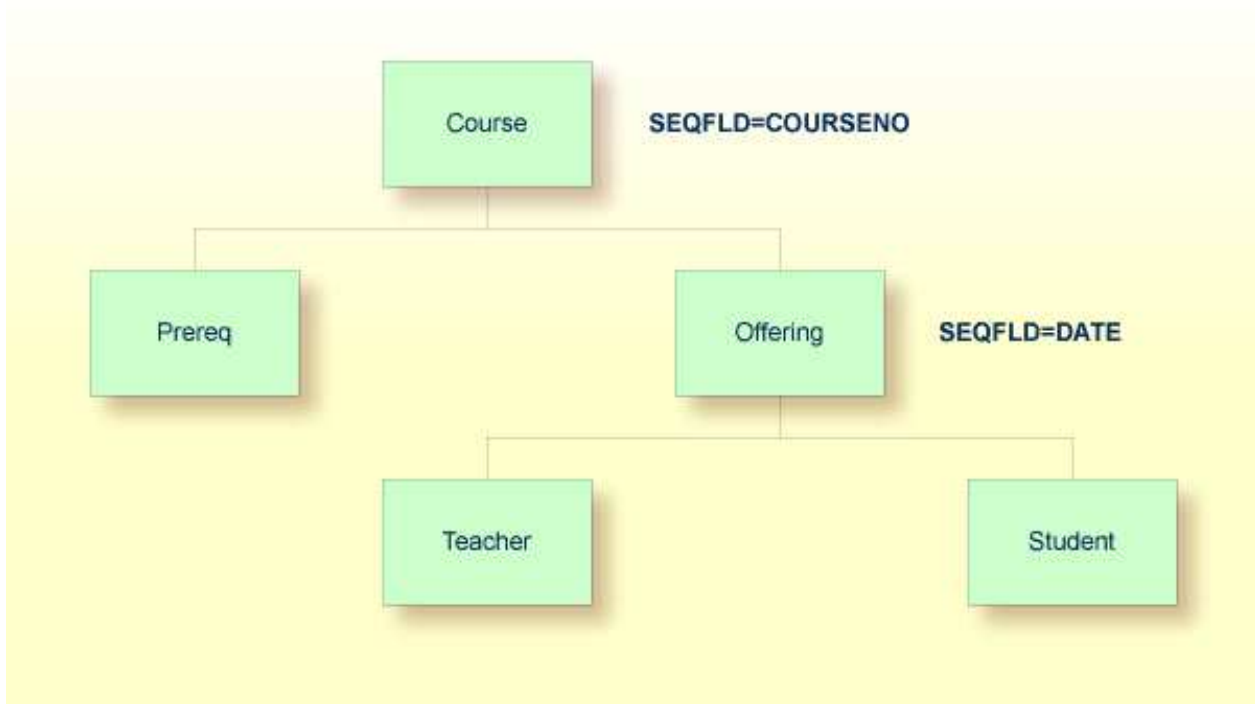 Course
SEQFLD=COURSENO
Prereq
Offering
SEQFLD=DATE
Teacher
Student